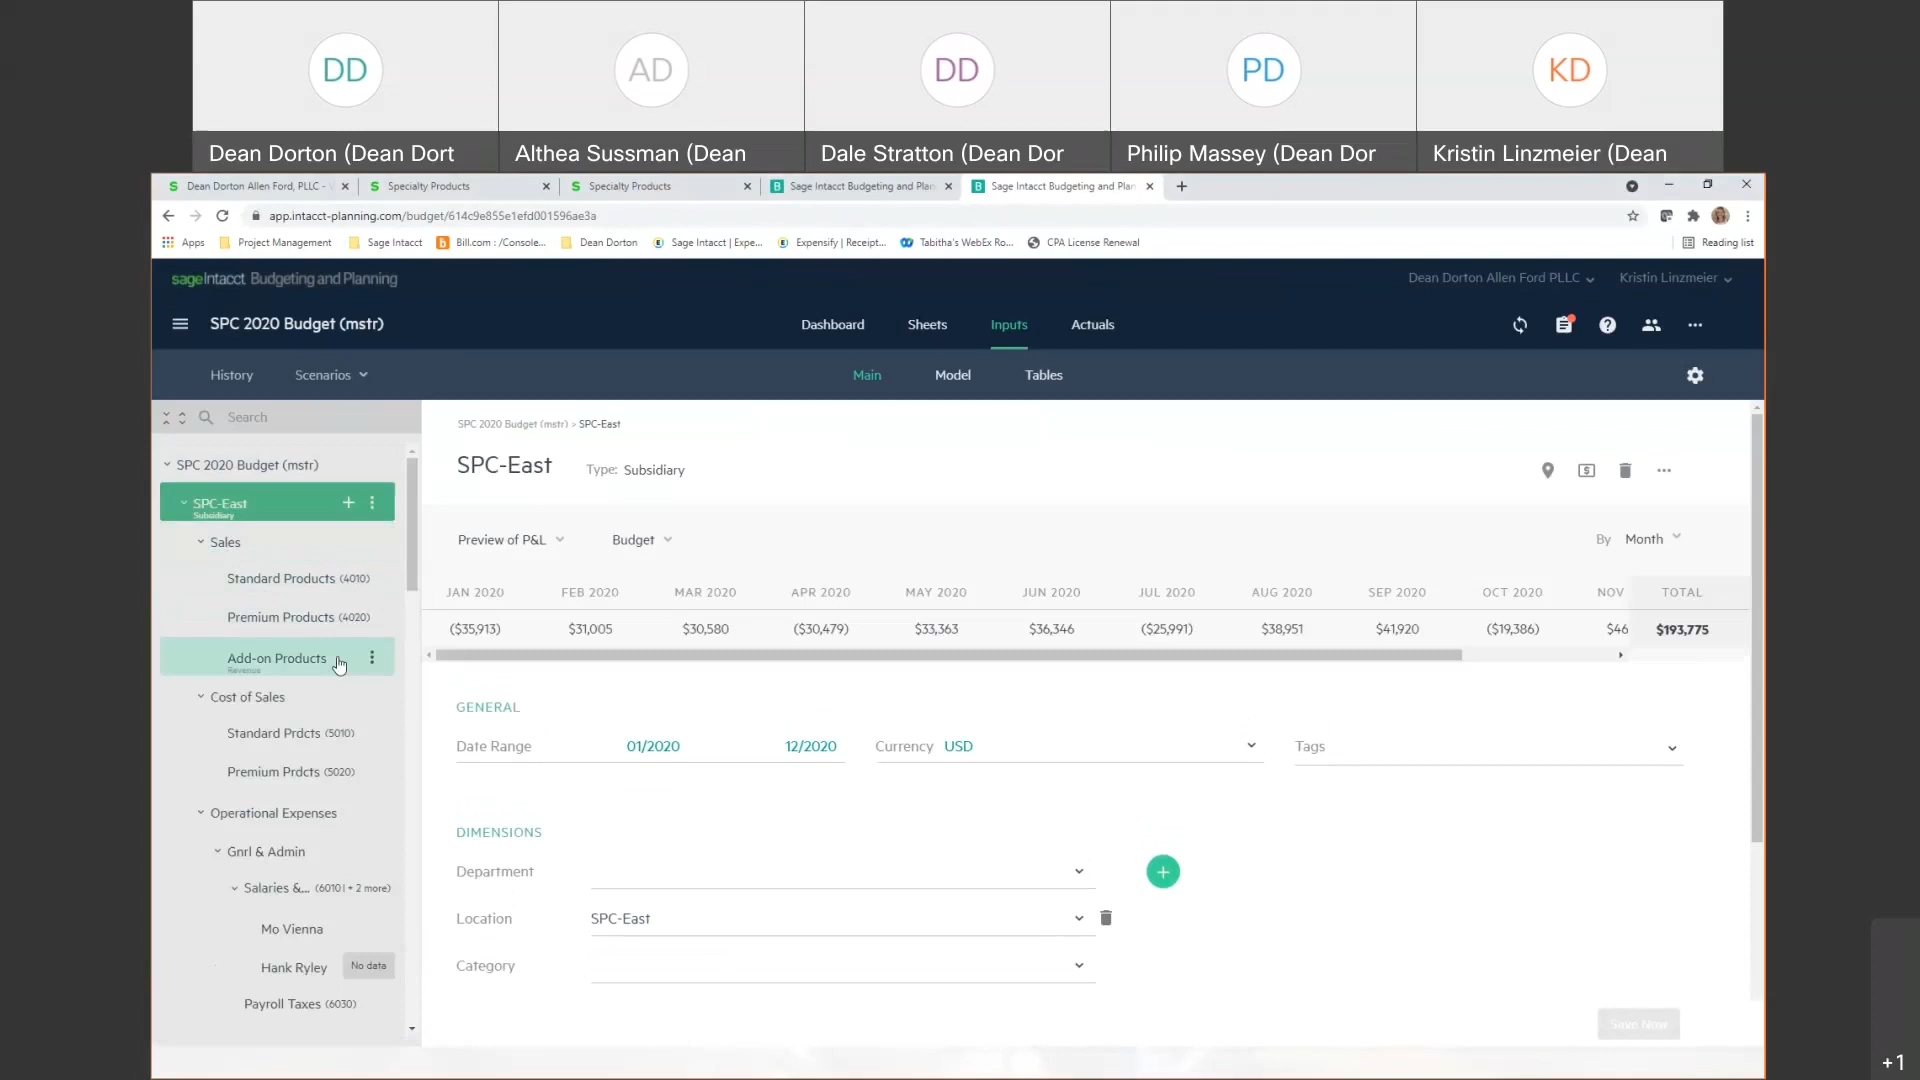 DD
AD
DD
PD
KD
Dean Dorton (Dean Dort
Althea Sussman (Dean
Dale Stratton (Dean Dor
Philip Massey (Dean Dor
Kristin Linzmeier (Dean
Dean Dorton Allen Ford, PLLC -
Specialty Products
Specialty Products
Sage Intacct Budgeting and Plan
Sage Intacct Budgeting and Plan
app.intacct-planning.com/budget/614c9e855e1efd001596ae3a
Apps
Project Management
Sage Intacct
Bill.com : /Console...
Dean Dorton
Sage Intacct | Expe...
Expensify | Receipt...
Tabitha's WebEx Ro...
CPA License Renewal
Reading list
sage Intacct Budgeting and Planning
Dean Dorton Allen Ford PLLC
Kristin Linzmeier
SPC 2020 Budget (mstr)
Dashboard
Sheets
Inputs
Actuals
History
Scenarios
Main
Model
Tables
Search
SPC 2020 Budget (mstr)
SPC-East
Subsidiary
Sales
Standard Products (4010)
Premium Products (4020)
Add-on Products
Revenue
Cost of Sales
Standard Prdcts (5010)
Premium Prdcts (5020)
Operational Expenses
Gnrl & Admin
Salaries &... (6010 | + 2 more)
Mo Vienna
Hank Ryley No data
Payroll Taxes (6030)
SPC 2020 Budget (mstr) > SPC-East
SPC-East
Type: Subsidiary
Preview of P&L
Budget
By Month
JAN 2020 FEB 2020 MAR 2020 APR 2020 MAY 2020 JUN 2020 JUL 2020 AUG 2020 SEP 2020 OCT 2020 NOV TOTAL
($35,913) $31,005 $30,580 ($30,479) $33,363 $36,346 ($25,991) $38,951 $41,920 ($19,386) $46 $193,775
GENERAL
Date Range 01/2020 12/2020
Currency USD
Tags
DIMENSIONS
Department
Location SPC-East
Category
Save Now
+1